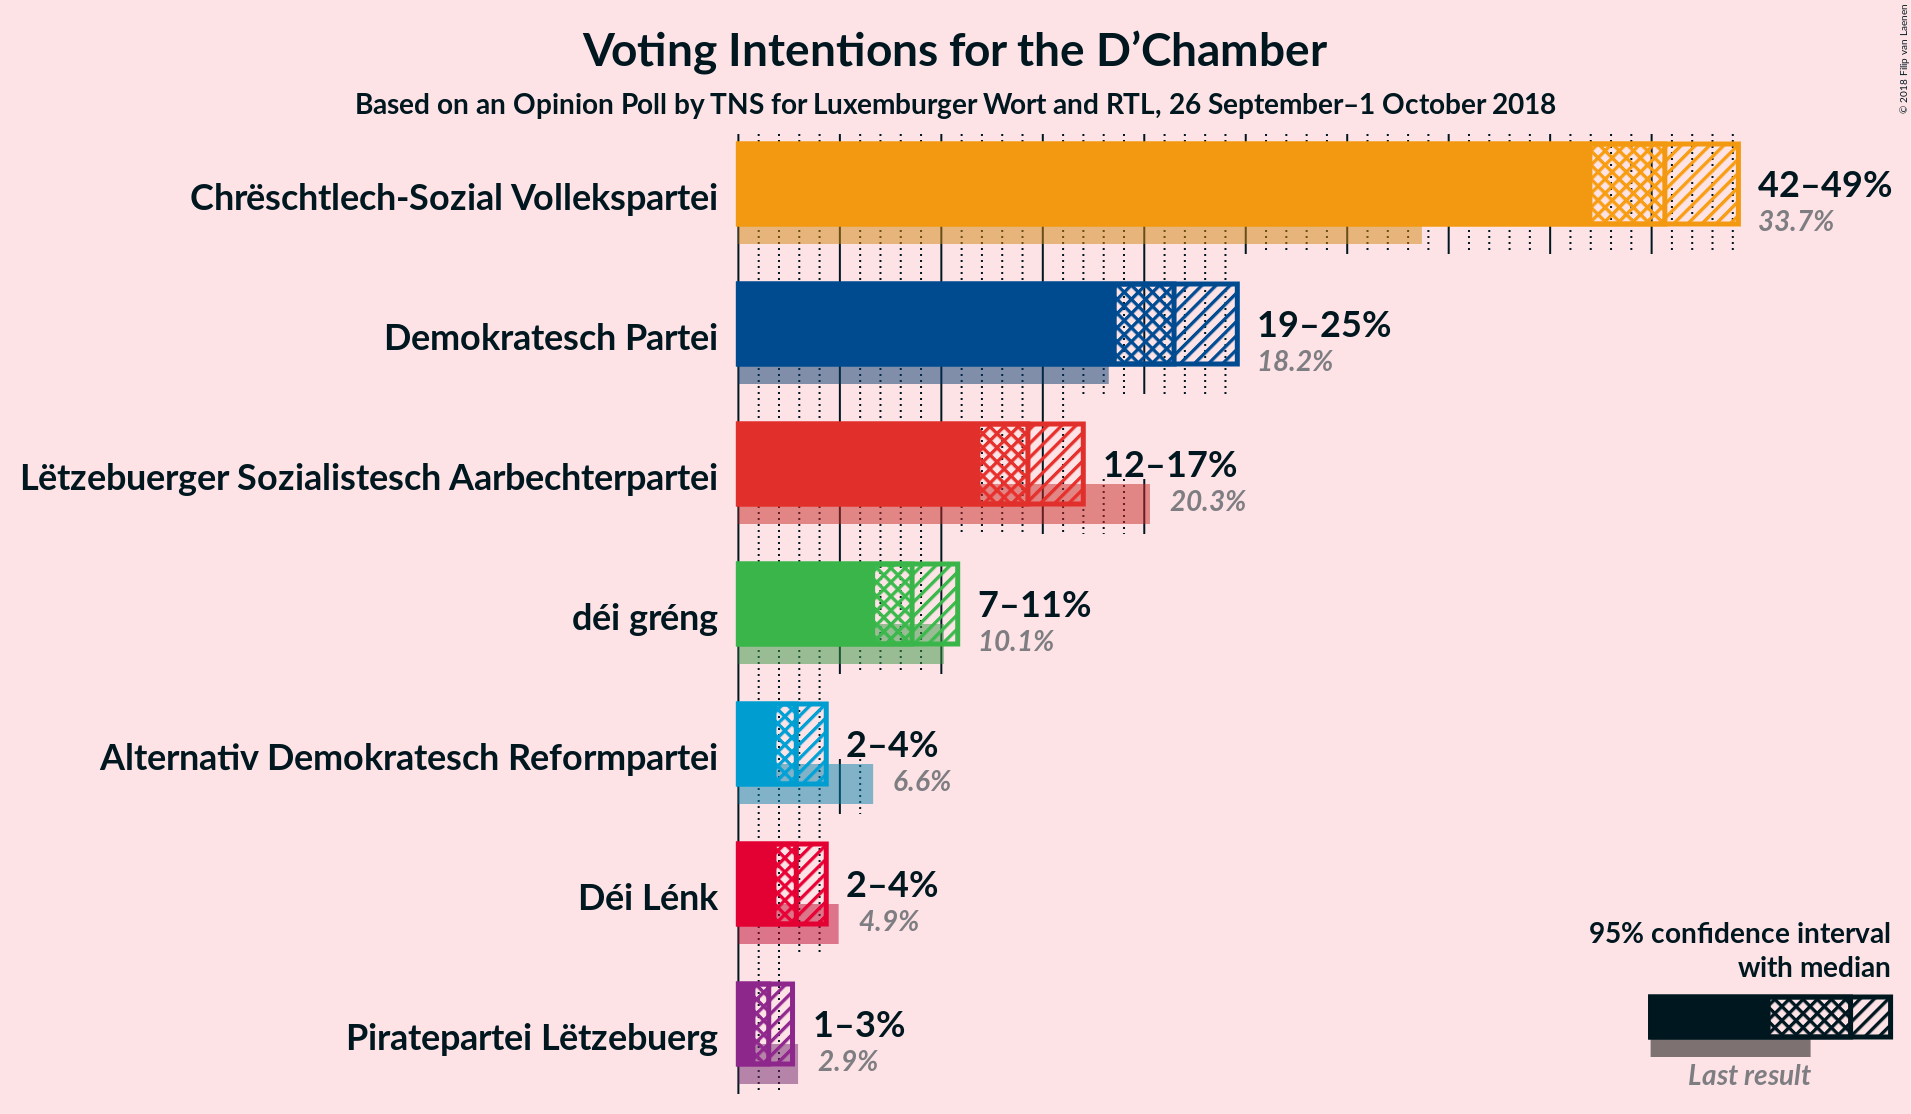 Voting Intentions for the D’Chamber
Based on an Opinion Poll by TNS for Luxemburger Wort and RTL, 26 September–1 October 2018
© 2018 Filip van Laenen
Chrëschtlech-Sozial Vollekspartei
42–49%
33.7%
Demokratesch Partei
19–25%
18.2%
Lëtzebuerger Sozialistesch Aarbechterpartei
12–17%
20.3%
déi gréng
7–11%
10.1%
Alternativ Demokratesch Reformpartei
2–4%
6.6%
Déi Lénk
2–4%
4.9%
Piratepartei Lëtzebuerg
1–3%
2.9%
95% confidence interval
with median
Last result